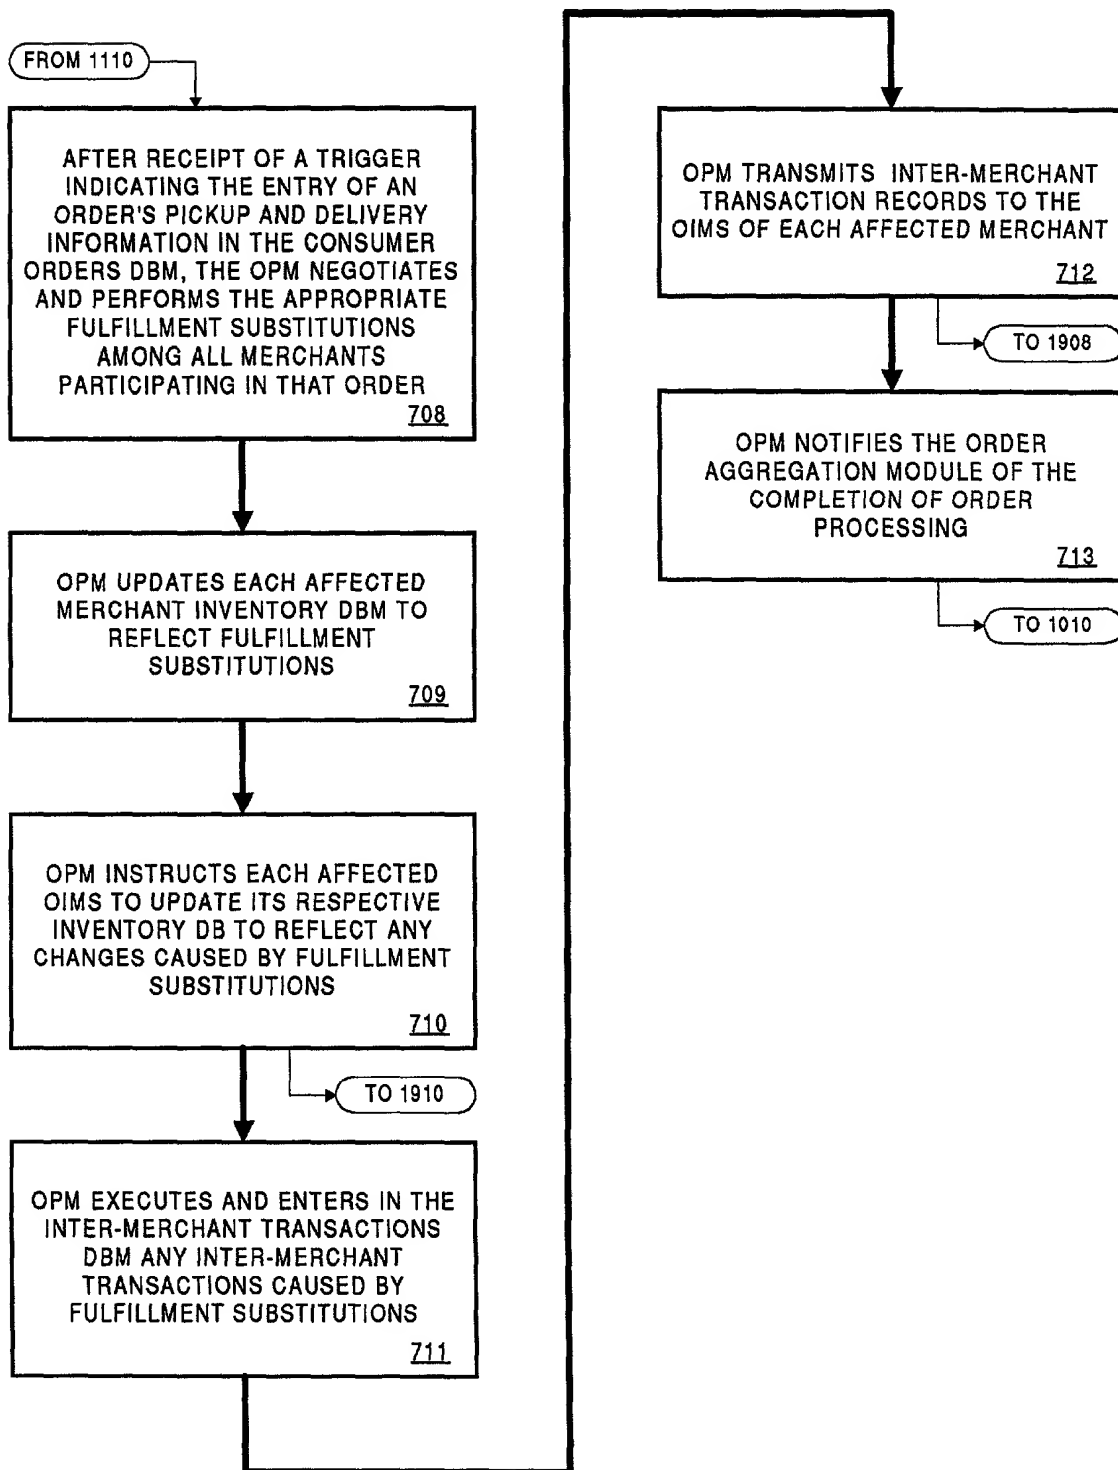 FROM 1110
AFTER RECEIPT OF A TRIGGER
INDICATING THE ENTRY OF AN
ORDER'S PICKUP AND DELIVERY
INFORMATION IN THE CONSUMER
ORDERS DBM, THE OPM NEGOTIATES
AND PERFORMS THE APPROPRIATE
FULFILLMENT SUBSTITUTIONS
AMONG ALL MERCHANTS
PARTICIPATING IN THAT ORDER
708
OPM UPDATES EACH AFFECTED
MERCHANT INVENTORY DBM TO
REFLECT FULFILLMENT
SUBSTITUTIONS
709
OPM INSTRUCTS EACH AFFECTED
OIMS TO UPDATE ITS RESPECTIVE
INVENTORY DB TO REFLECT ANY
CHANGES CAUSED BY FULFILLMENT
SUBSTITUTIONS
710
TO 1910
OPM EXECUTES AND ENTERS IN THE
INTER-MERCHANT TRANSACTIONS
DBM ANY INTER-MERCHANT
TRANSACTIONS CAUSED BY
FULFILLMENT SUBSTITUTIONS
711
OPM TRANSMITS INTER-MERCHANT
TRANSACTION RECORDS TO THE
OIMS OF EACH AFFECTED MERCHANT
712
TO 1908
OPM NOTIFIES THE ORDER
AGGREGATION MODULE OF THE
COMPLETION OF ORDER
PROCESSING
713
TO 1010